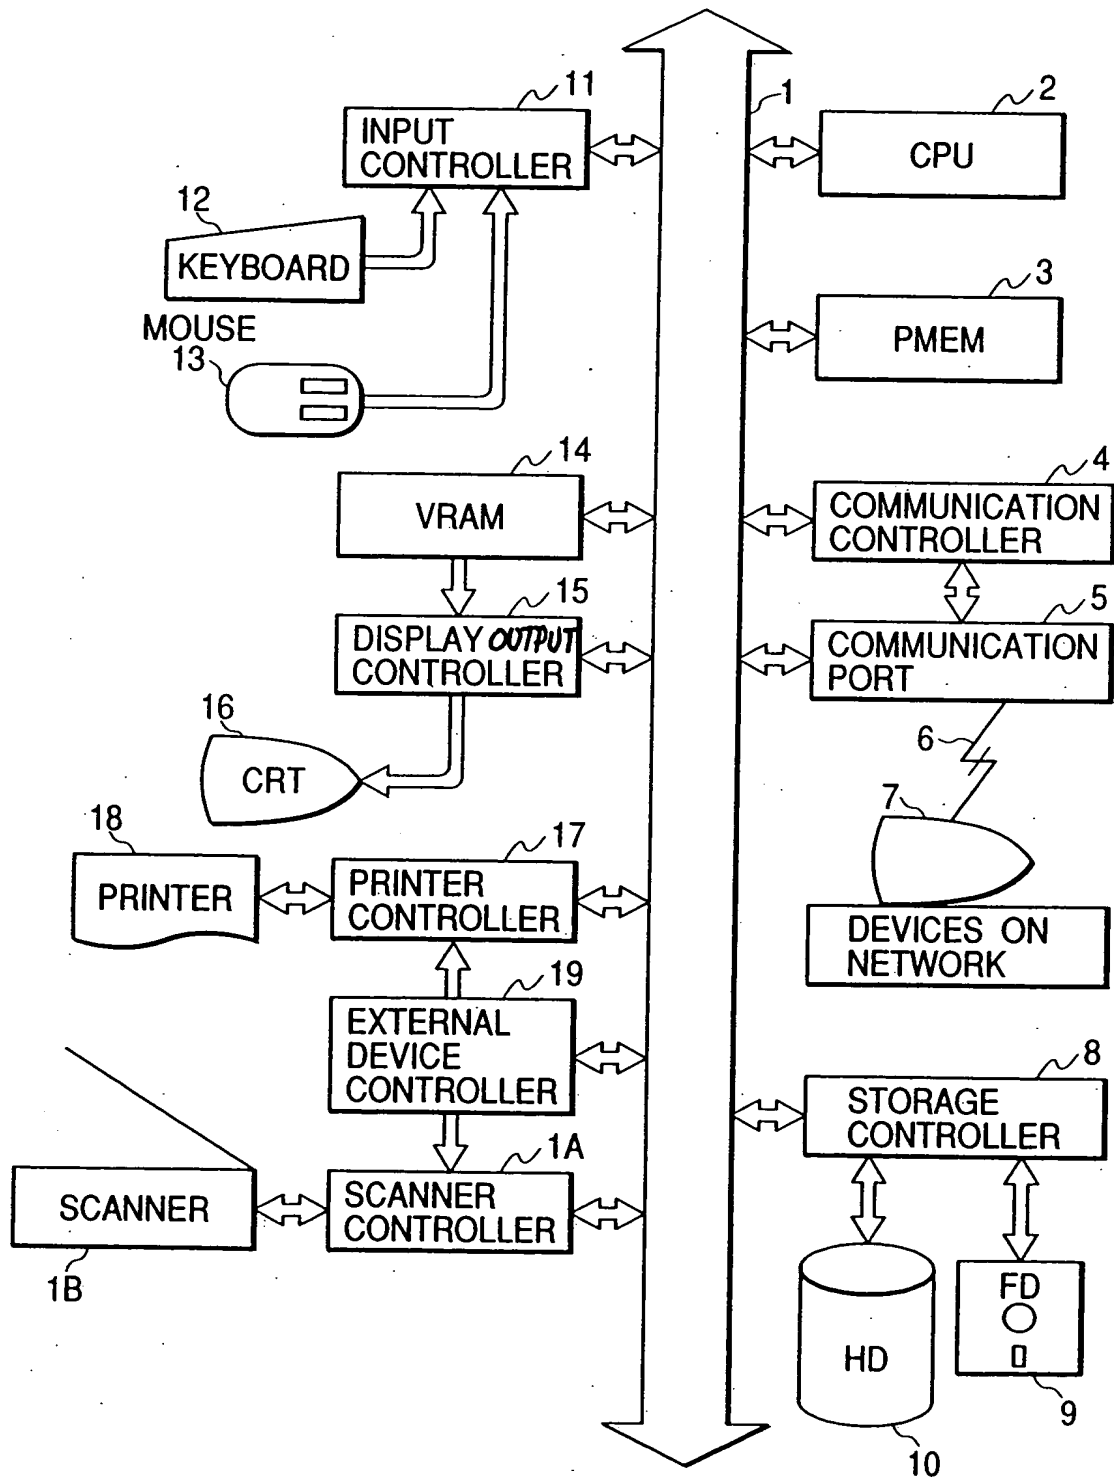 11
INPUT
CONTROLLER
1
2
CPU
12
KEYBOARD
3
PMEM
MOUSE
13
14
VRAM
4
COMMUNICATION
CONTROLLER
15
DISPLAY OUTPUT
CONTROLLER
5
COMMUNICATION
PORT
16
CRT
6
7
DEVICES ON
NETWORK
18
PRINTER
17
PRINTER
CONTROLLER
19
EXTERNAL
DEVICE
CONTROLLER
8
STORAGE
CONTROLLER
1A
SCANNER
CONTROLLER
SCANNER
1B
HD
10
FD
9